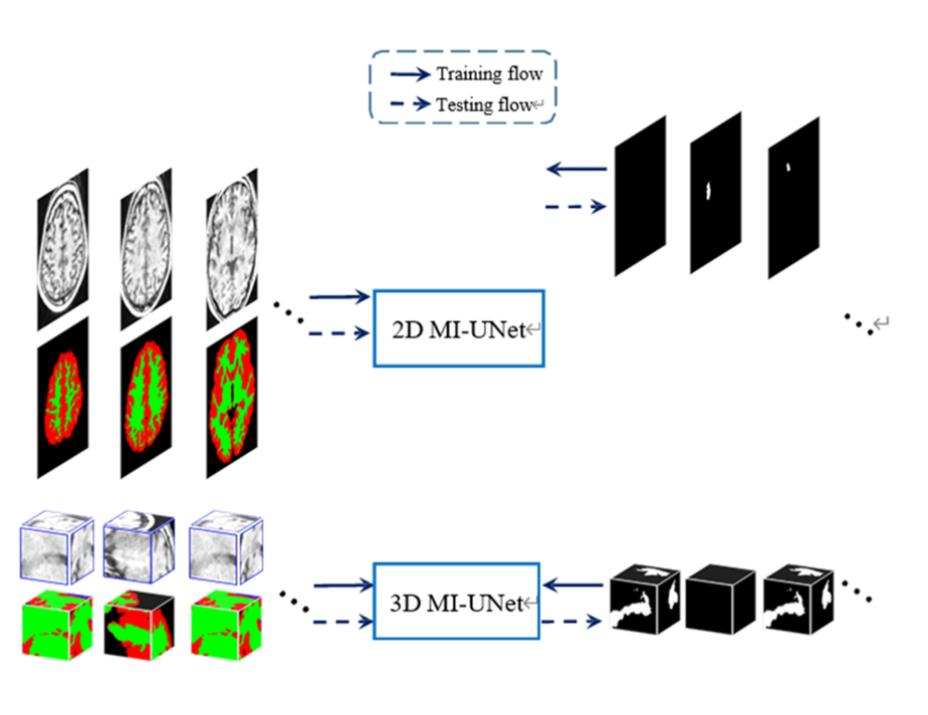 Training flow
Testing flow↵
2D MI-UNet↵
↵
3D MI-UNet↵